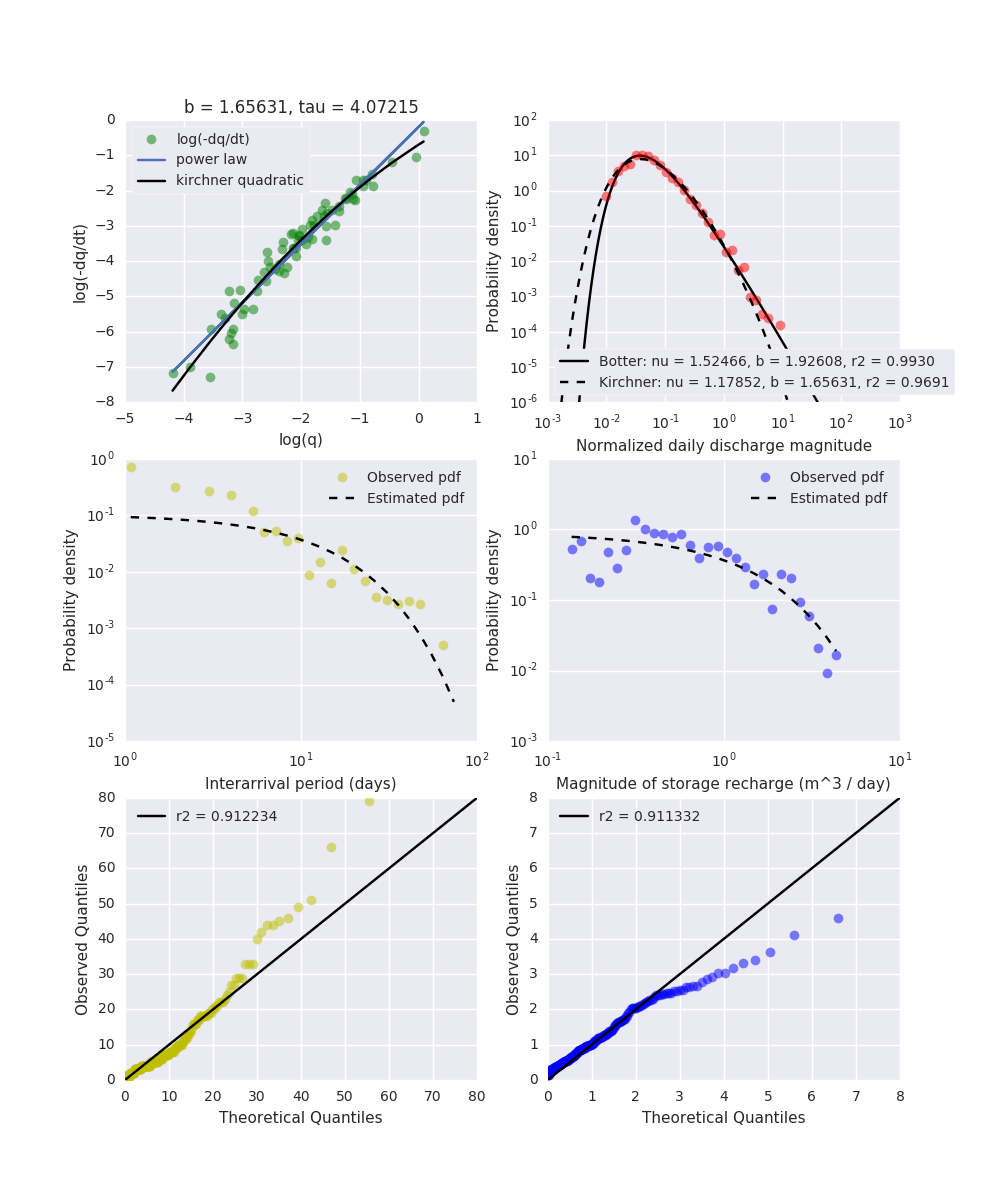 b = 1.65631, tau = 4.07215
0
−1
−2
−3
−4
−5
−6
−7
−8
log(-dq/dt)
log(-dq/dt)
power law
kirchner quadratic
−5 −4 −3 −2 −1 0 1
log(q)
10^2
10^1
10^0
10^-1
10^-2
10^-3
10^-4
10^-5
10^-6
Probability density
Botter: nu = 1.52466, b = 1.92608, r2 = 0.9930
Kirchner: nu = 1.17852, b = 1.65631, r2 = 0.9691
10^-3 10^-2 10^-1 10^0 10^1 10^2 10^3
Normalized daily discharge magnitude
10^0
10^-1
10^-2
10^-3
10^-4
10^-5
Probability density
Observed pdf
Estimated pdf
10^0 10^1 10^2
Interarrival period (days)
10^1
10^0
10^-1
10^-2
10^-3
Probability density
Observed pdf
Estimated pdf
10^-1 10^0 10^1
Magnitude of storage recharge (m^3 / day)
80
70
60
50
40
30
20
10
0
Observed Quantiles
r2 = 0.912234
0 10 20 30 40 50 60 70 80
Theoretical Quantiles
8
7
6
5
4
3
2
1
0
Observed Quantiles
r2 = 0.911332
0 1 2 3 4 5 6 7 8
Theoretical Quantiles